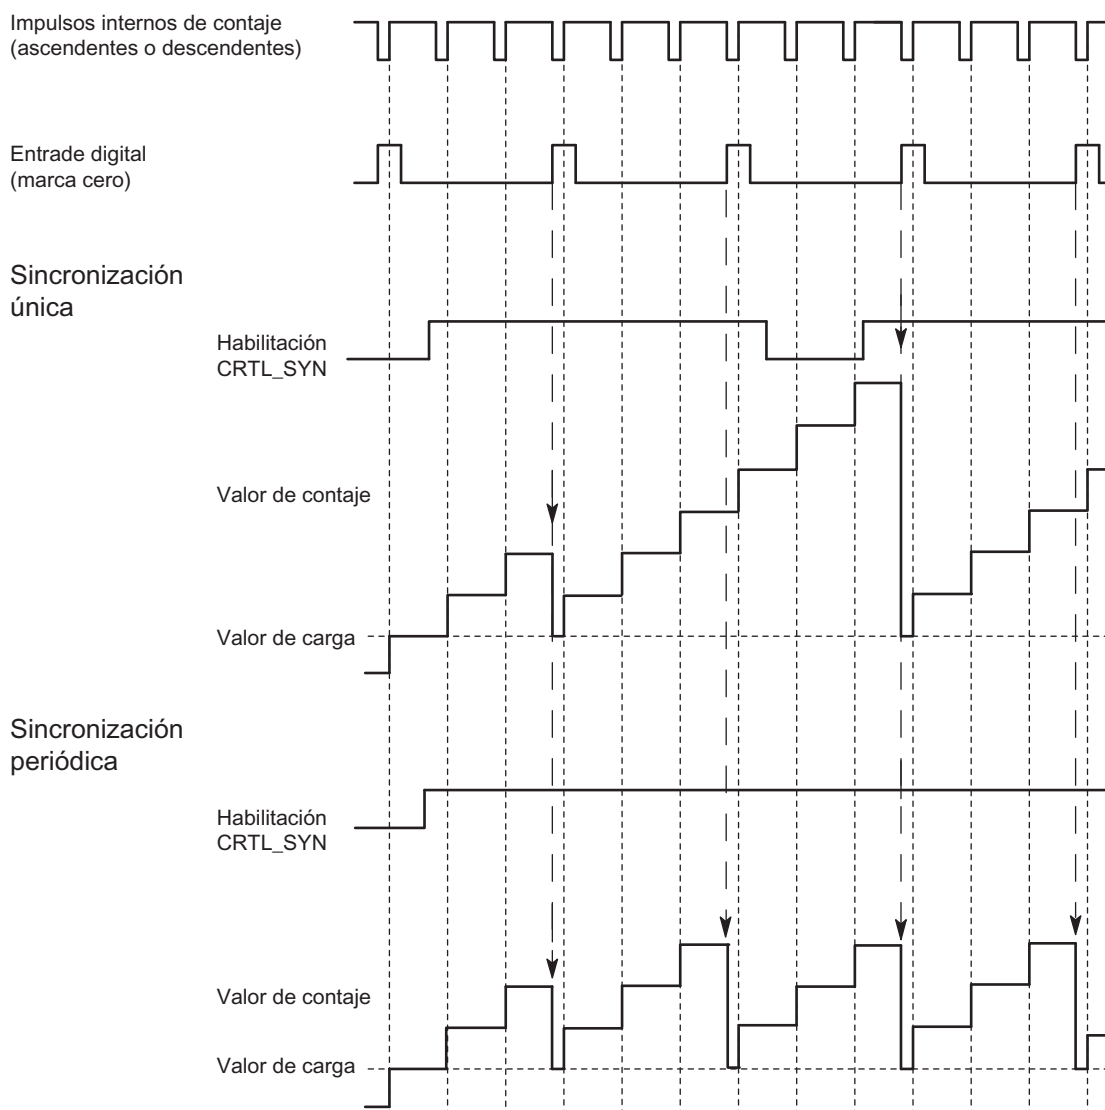 Impulsos internos de contaje
(ascendentes o descendentes)
Entrade digital
(marca cero)
Sincronización
única
Habilitación
CRTL_SYN
Valor de contaje
Valor de carga
Sincronización
periódica
Habilitación
CRTL_SYN
Valor de contaje
Valor de carga